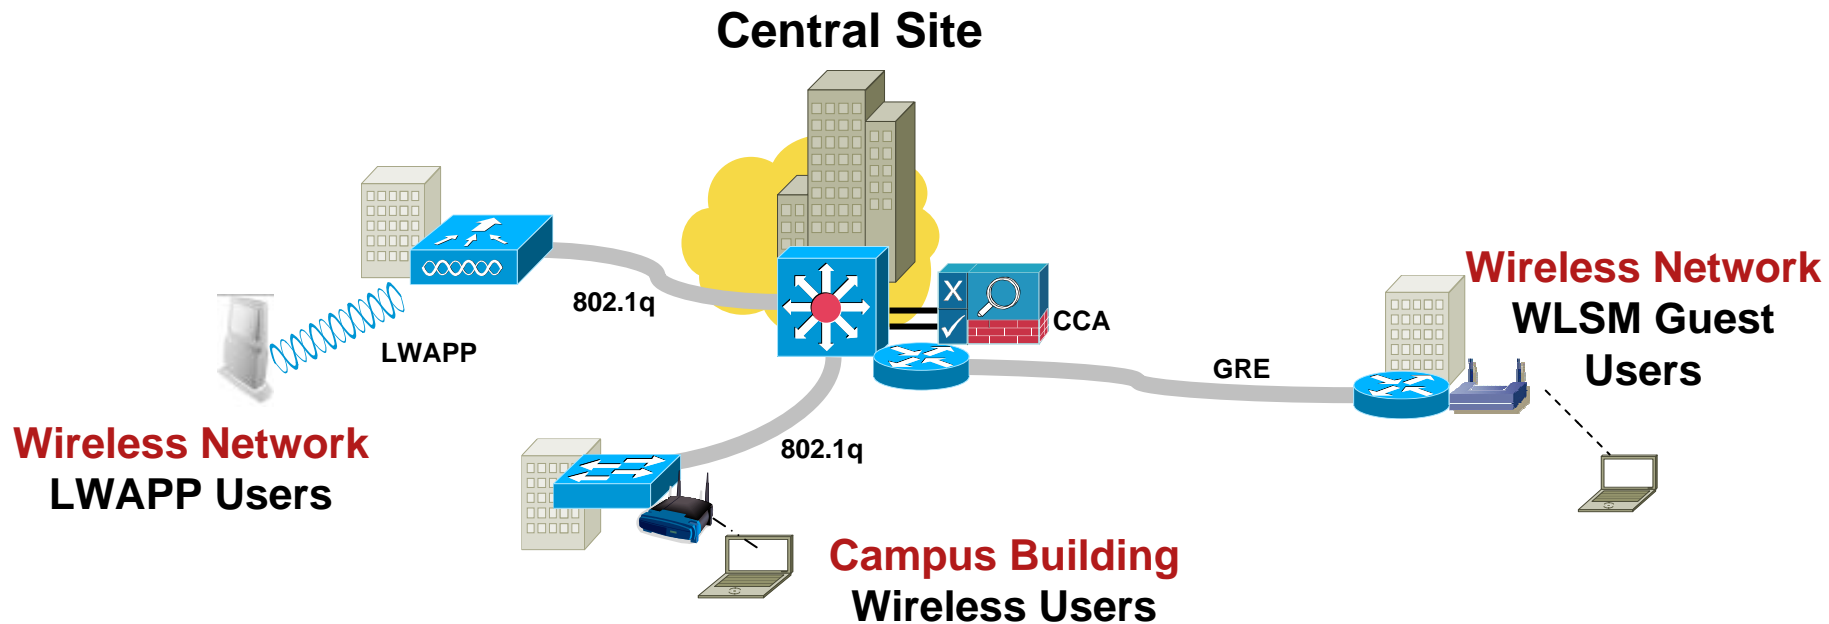 Central Site
802.1q
LWAPP
CCA
GRE
Wireless Network
WLSM Guest
Users
Wireless Network
LWAPP Users
802.1q
Campus Building
Wireless Users